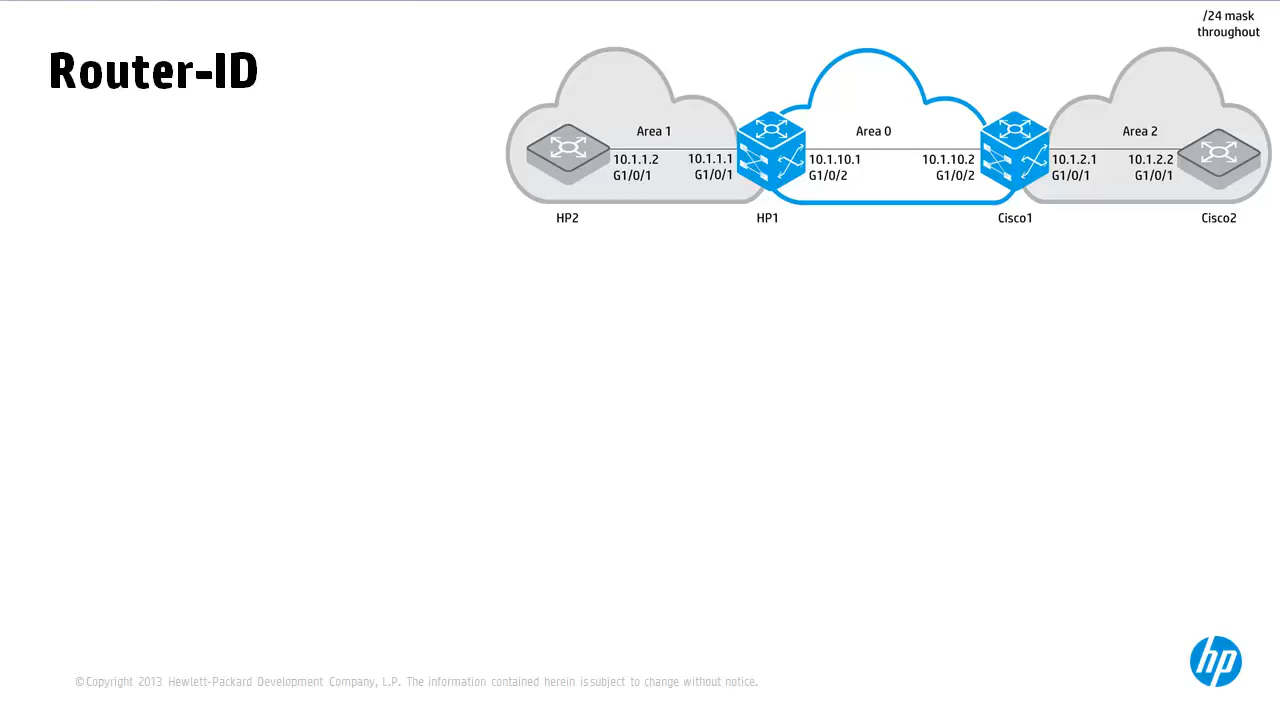 /24 mask
throughout
Router-ID
Area 1
Area 0
Area 2
10.1.1.2
G1/0/1
10.1.1.1
G1/0/1
10.1.10.1
G1/0/2
10.1.10.2
G1/0/2
10.1.2.1
G1/0/1
10.1.2.2
G1/0/1
HP2
HP1
Cisco1
Cisco2
©Copyright 2013 Hewlett-Packard Development Company, L.P. The information contained herein is subject to change without notice.
hp